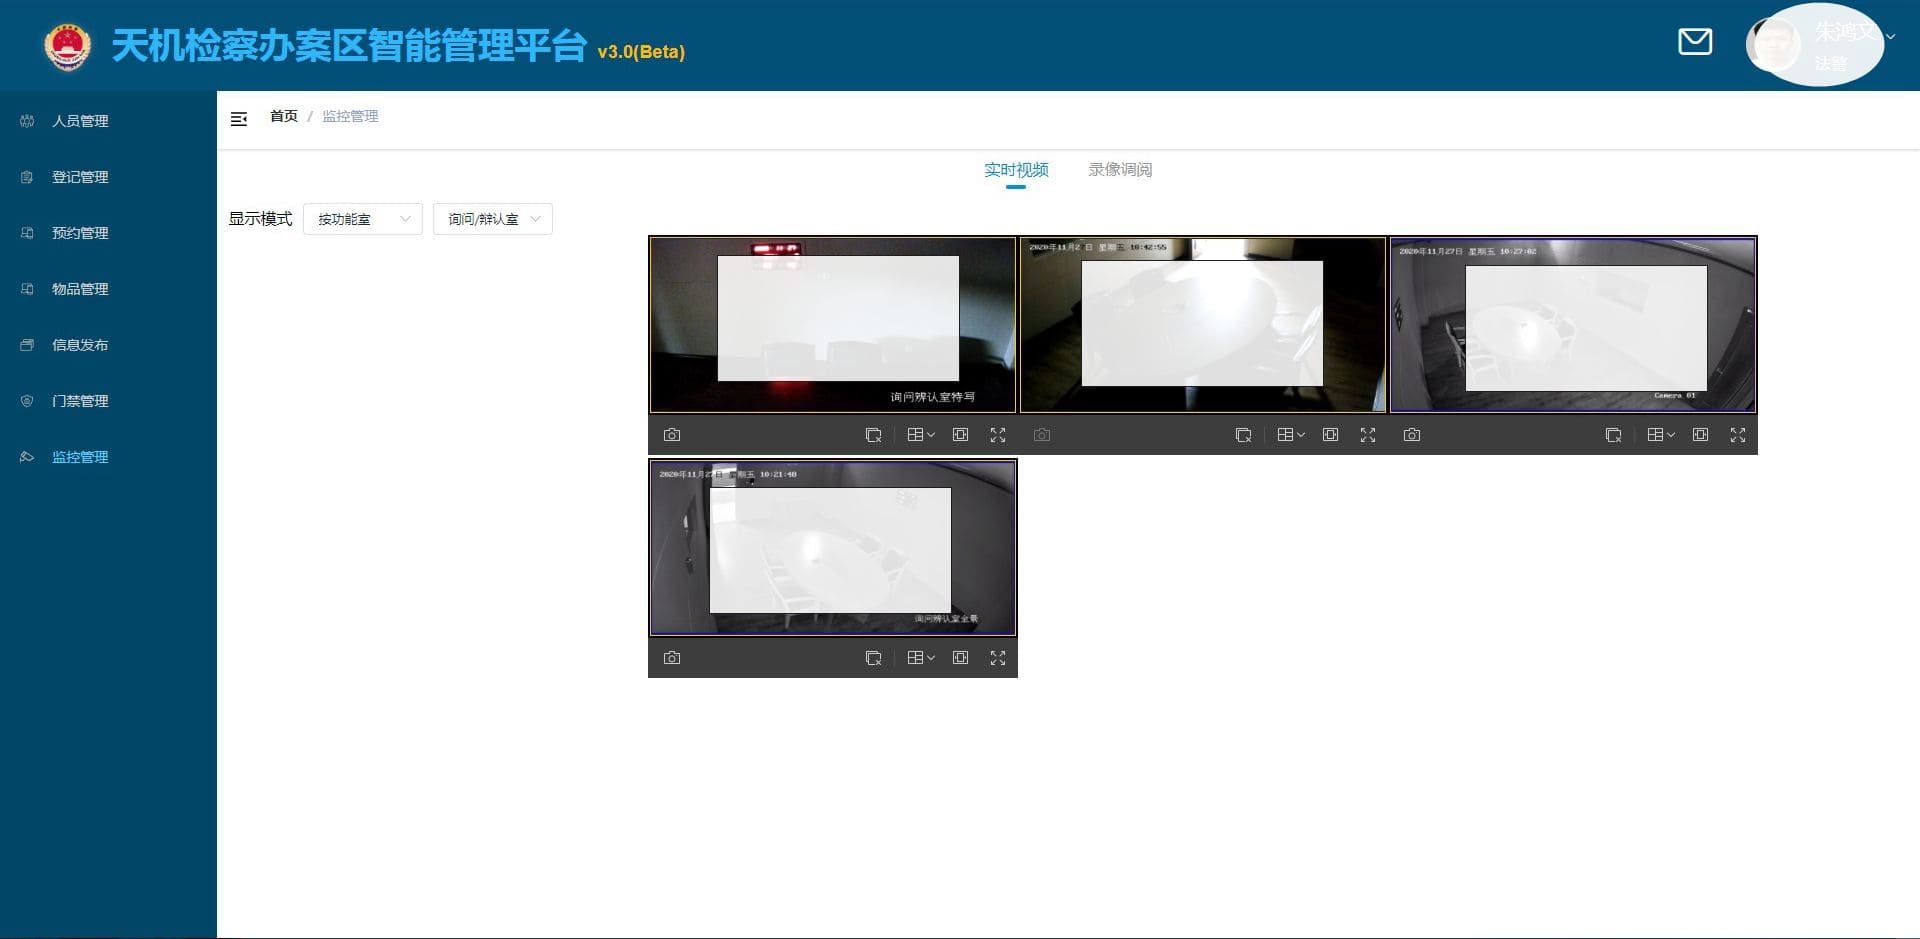 天机检察办案区智能管理平台 v3.0(Beta)
朱鸿文
法警
人员管理
登记管理
预约管理
物品管理
信息发布
门禁管理
监控管理
首页 / 监控管理
实时视频 录像调阅
显示模式 按功能室 询问/辩认室
询问辨认室特写
2020年11月2 日 星期五 10:42:55
2020年11月27日 星期五 10:27:02
Camera 01
2020年11月27日 星期五 10:21:48
询问辨认室全景